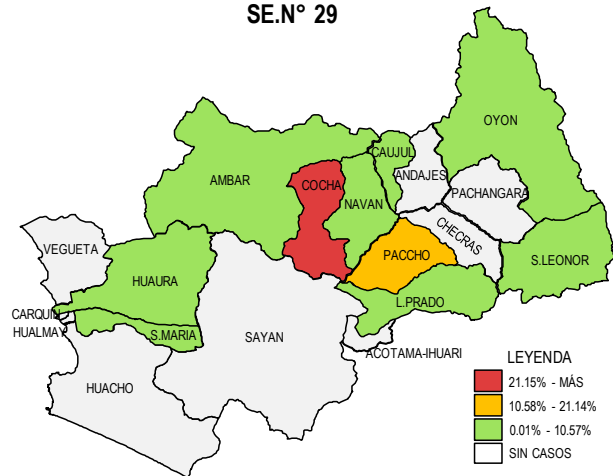 SE.N° 29
OYON
CAUJUL
ANDAJES
AMBAR
COCHA
PACHANGARA
NAVAN
CHECRAS
VEGUETA
PACCHO
S.LEONOR
HUAURA
L.PRADO
CARQUIN
HUALMAY
S.MARIA
SAYAN
ACOTAMA-IHUARI
HUACHO
LEYENDA
21.15% - MÁS
10.58% - 21.14%
0.01% - 10.57%
SIN CASOS